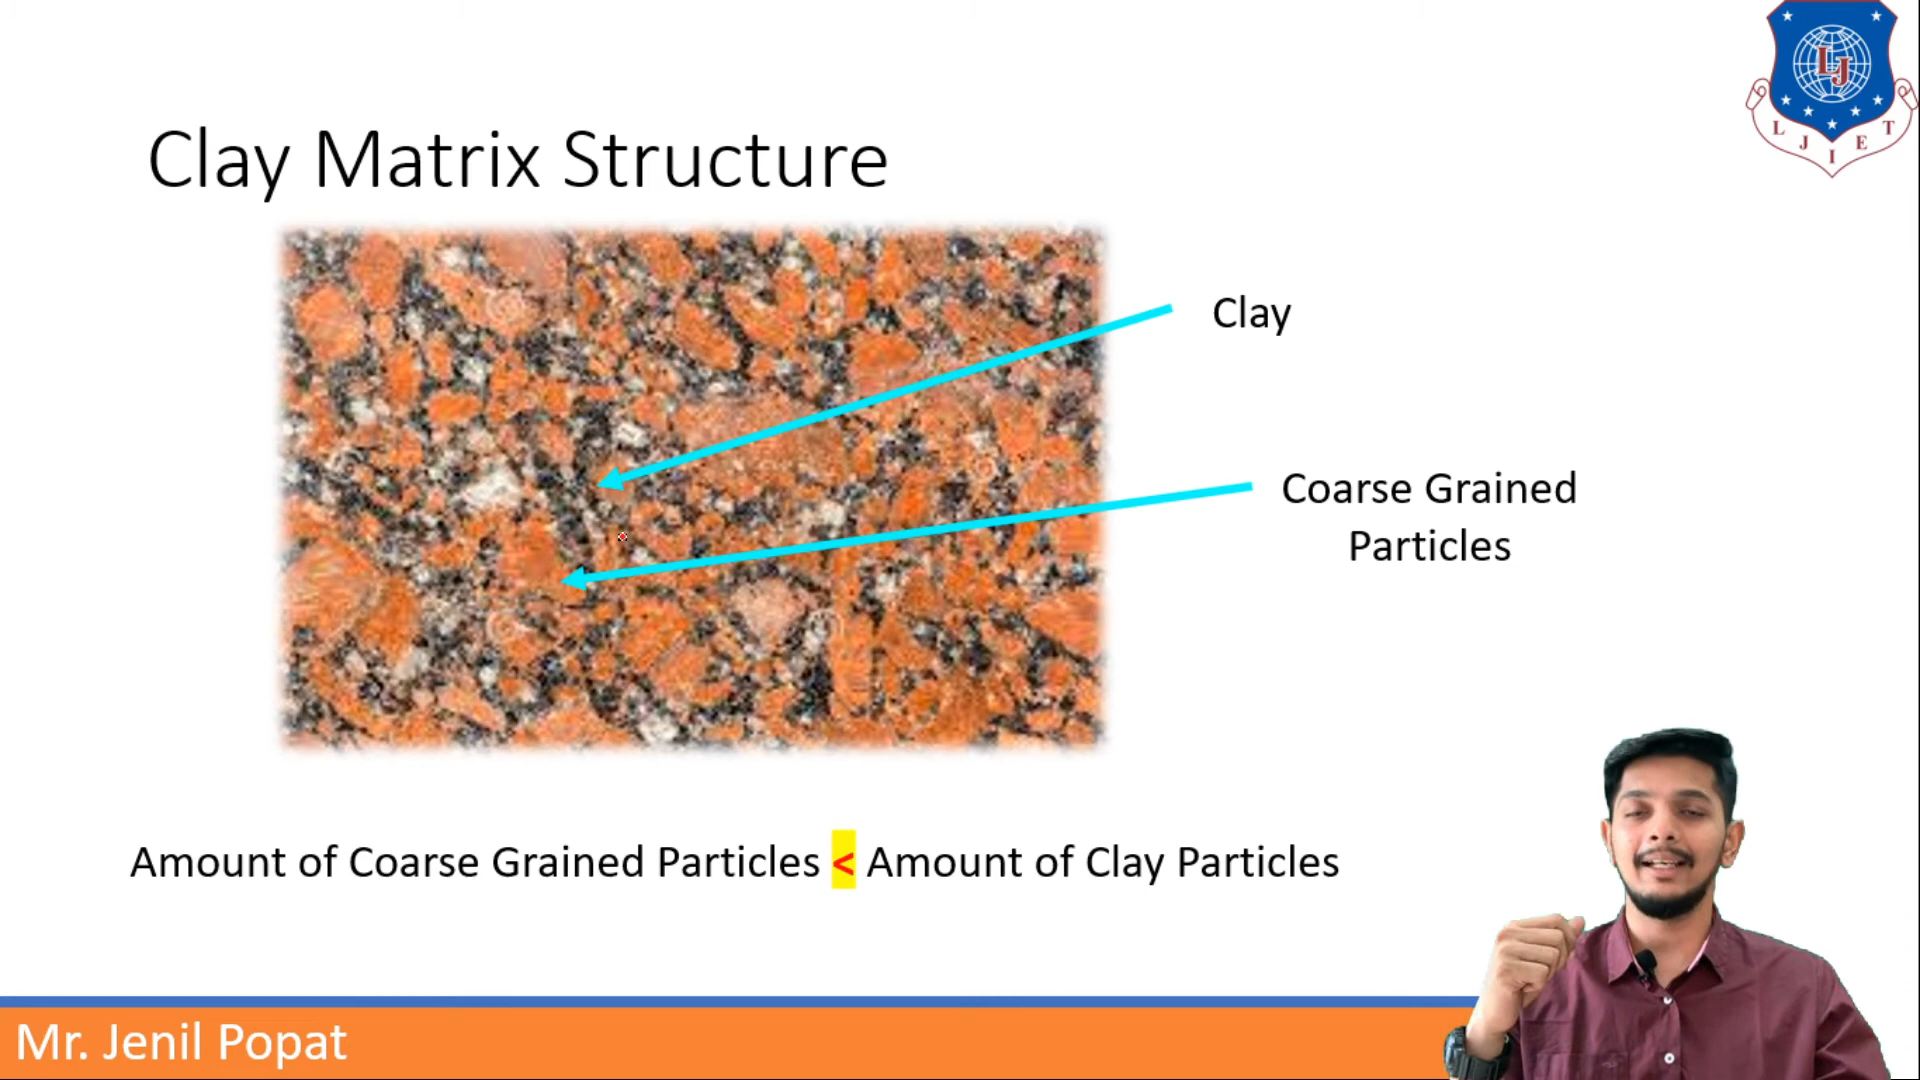 LJ
L J I E T
Clay Matrix Structure
Clay
Coarse Grained
Particles
Amount of Coarse Grained Particles < Amount of Clay Particles
Mr. Jenil Popat